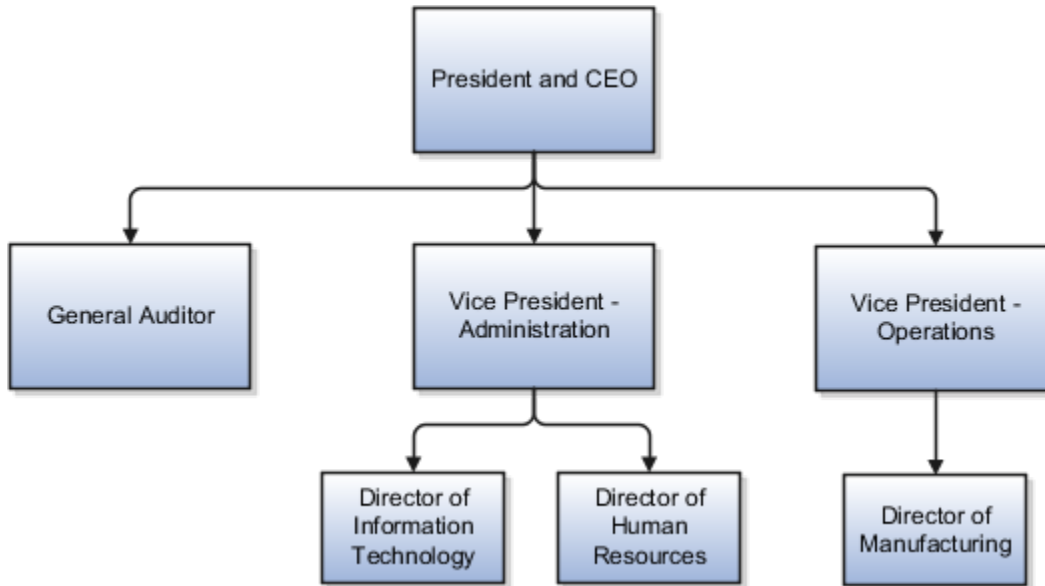 President and CEO
General Auditor
Vice President -
Administration
Vice President -
Operations
Director of
Information
Technology
Director of
Human
Resources
Director of
Manufacturing